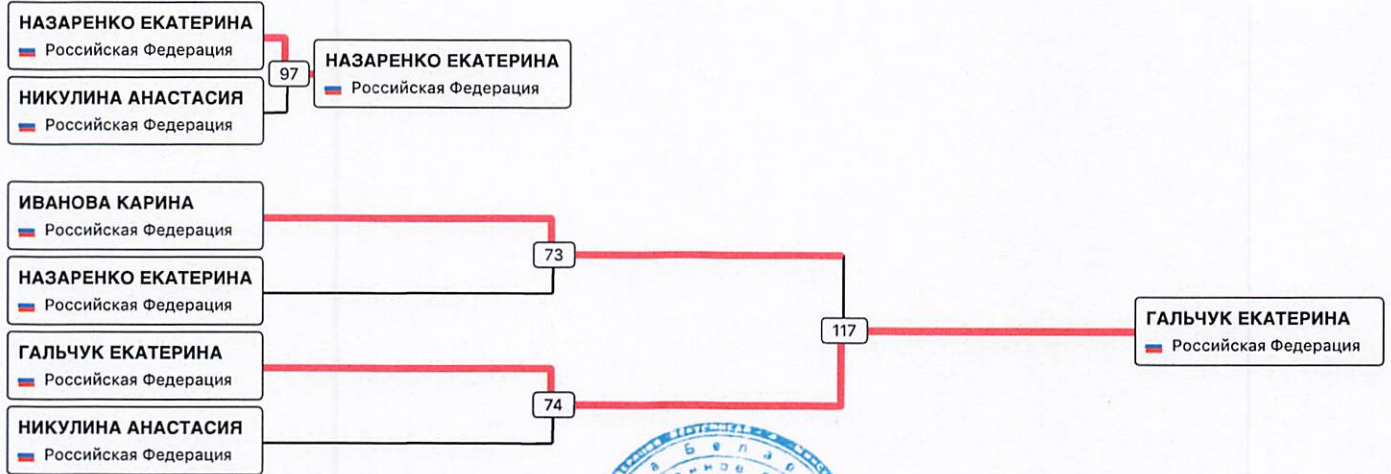 НАЗАРЕНКО ЕКАТЕРИНА
Российская Федерация
97
НАЗАРЕНКО ЕКАТЕРИНА
Российская Федерация
НИКУЛИНА АНАСТАСИЯ
Российская Федерация
ИВАНОВА КАРИНА
Российская Федерация
73
НАЗАРЕНКО ЕКАТЕРИНА
Российская Федерация
117
ГАЛЬЧУК ЕКАТЕРИНА
Российская Федерация
ГАЛЬЧУК ЕКАТЕРИНА
Российская Федерация
74
НИКУЛИНА АНАСТАСИЯ
Российская Федерация